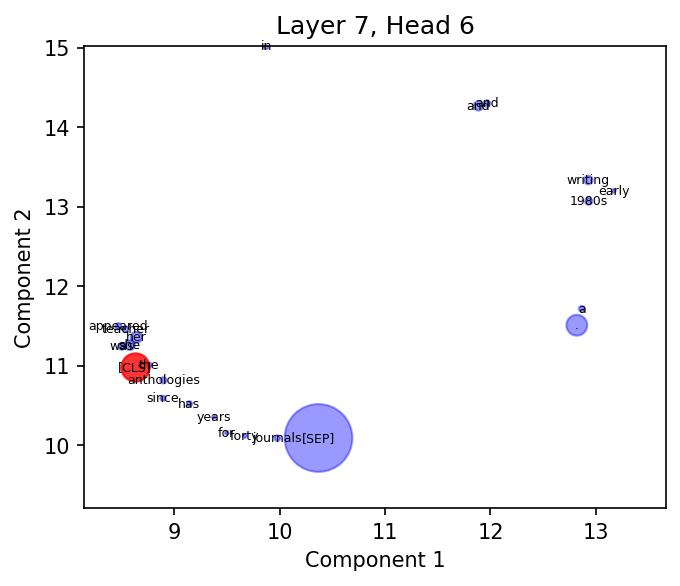 Layer 7, Head 6
15
in
and
and
14
writing
early
13
1980s
12
a
.
appeared
teacher
her
she
was
11
[CLS]
the
anthologies
since
has
years
for
forty
journals
[SEP]
10
9
10
11
12
13
Component 1
Component 2